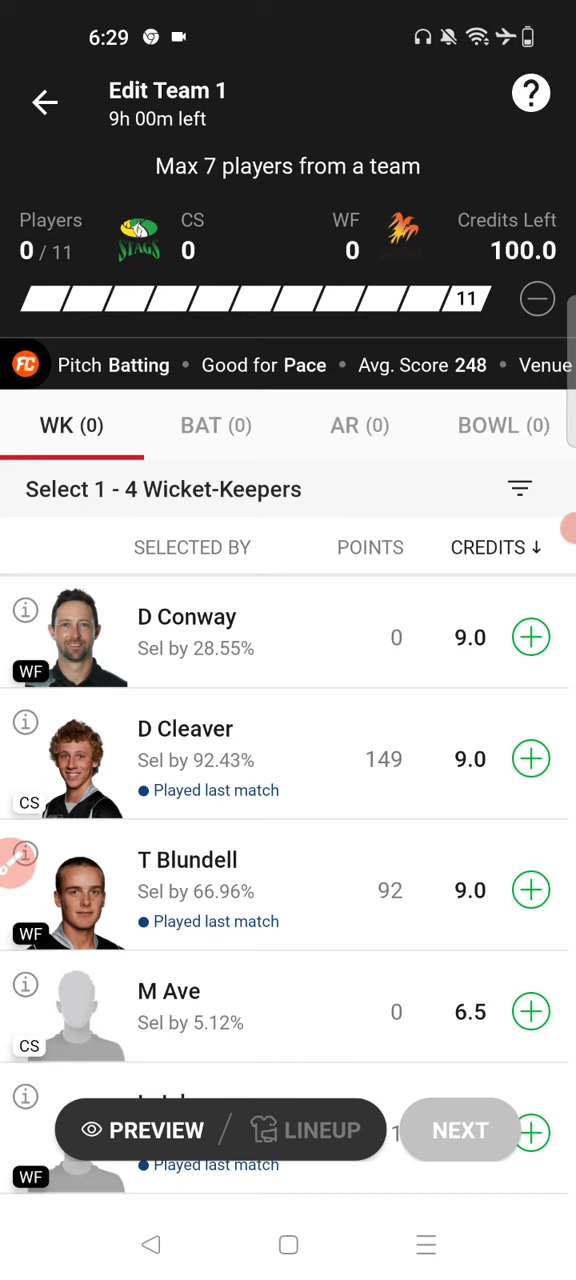 6:29
Edit Team 1
9h 00m left
?
Max 7 players from a team
Players CS WF Credits Left
0 / 11 STAGS 0 0 100.0
11
FC Pitch Batting • Good for Pace • Avg. Score 248 • Venue
WK (0) BAT (0) AR (0) BOWL (0)
Select 1 - 4 Wicket-Keepers
SELECTED BY POINTS CREDITS ↓
D Conway
Sel by 28.55% 0 9.0
WF
D Cleaver
Sel by 92.43% 149 9.0
Played last match
CS
T Blundell
Sel by 66.96% 92 9.0
Played last match
WF
M Ave
Sel by 5.12% 0 6.5
CS
PREVIEW / LINEUP NEXT
Played last match
WF